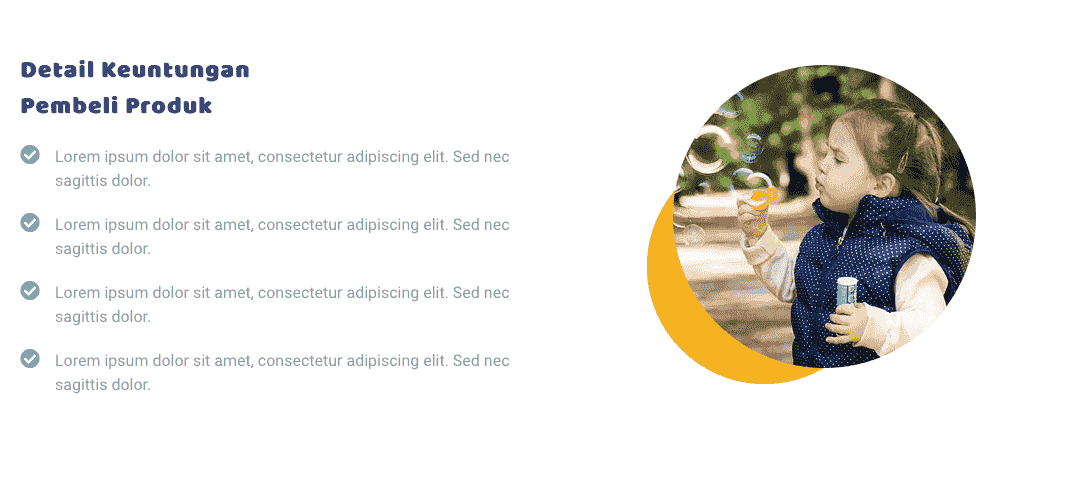 Detail Keuntungan
Pembeli Produk
Lorem ipsum dolor sit amet, consectetur adipiscing elit. Sed nec
sagittis dolor.
Lorem ipsum dolor sit amet, consectetur adipiscing elit. Sed nec
sagittis dolor.
Lorem ipsum dolor sit amet, consectetur adipiscing elit. Sed nec
sagittis dolor.
Lorem ipsum dolor sit amet, consectetur adipiscing elit. Sed nec
sagittis dolor.